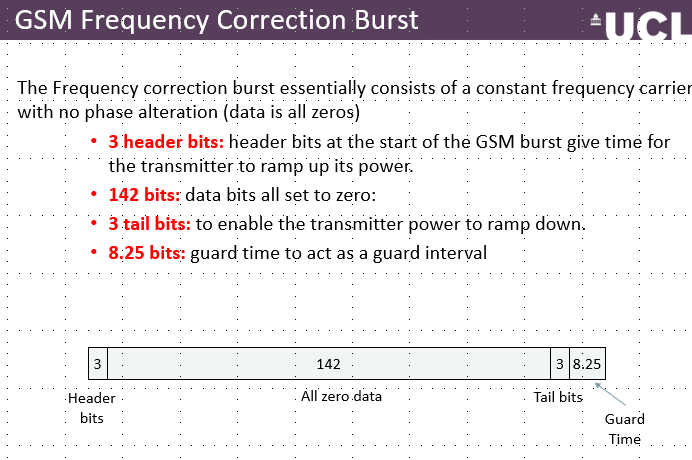 GSM Frequency Correction Burst
UCL
The Frequency correction burst essentially consists of a constant frequency carrier
with no phase alteration (data is all zeros)
• 3 header bits: header bits at the start of the GSM burst give time for
the transmitter to ramp up its power.
• 142 bits: data bits all set to zero:
• 3 tail bits: to enable the transmitter power to ramp down.
• 8.25 bits: guard time to act as a guard interval
3 142 3 8.25
Header
bits
All zero data
Tail bits
Guard
Time